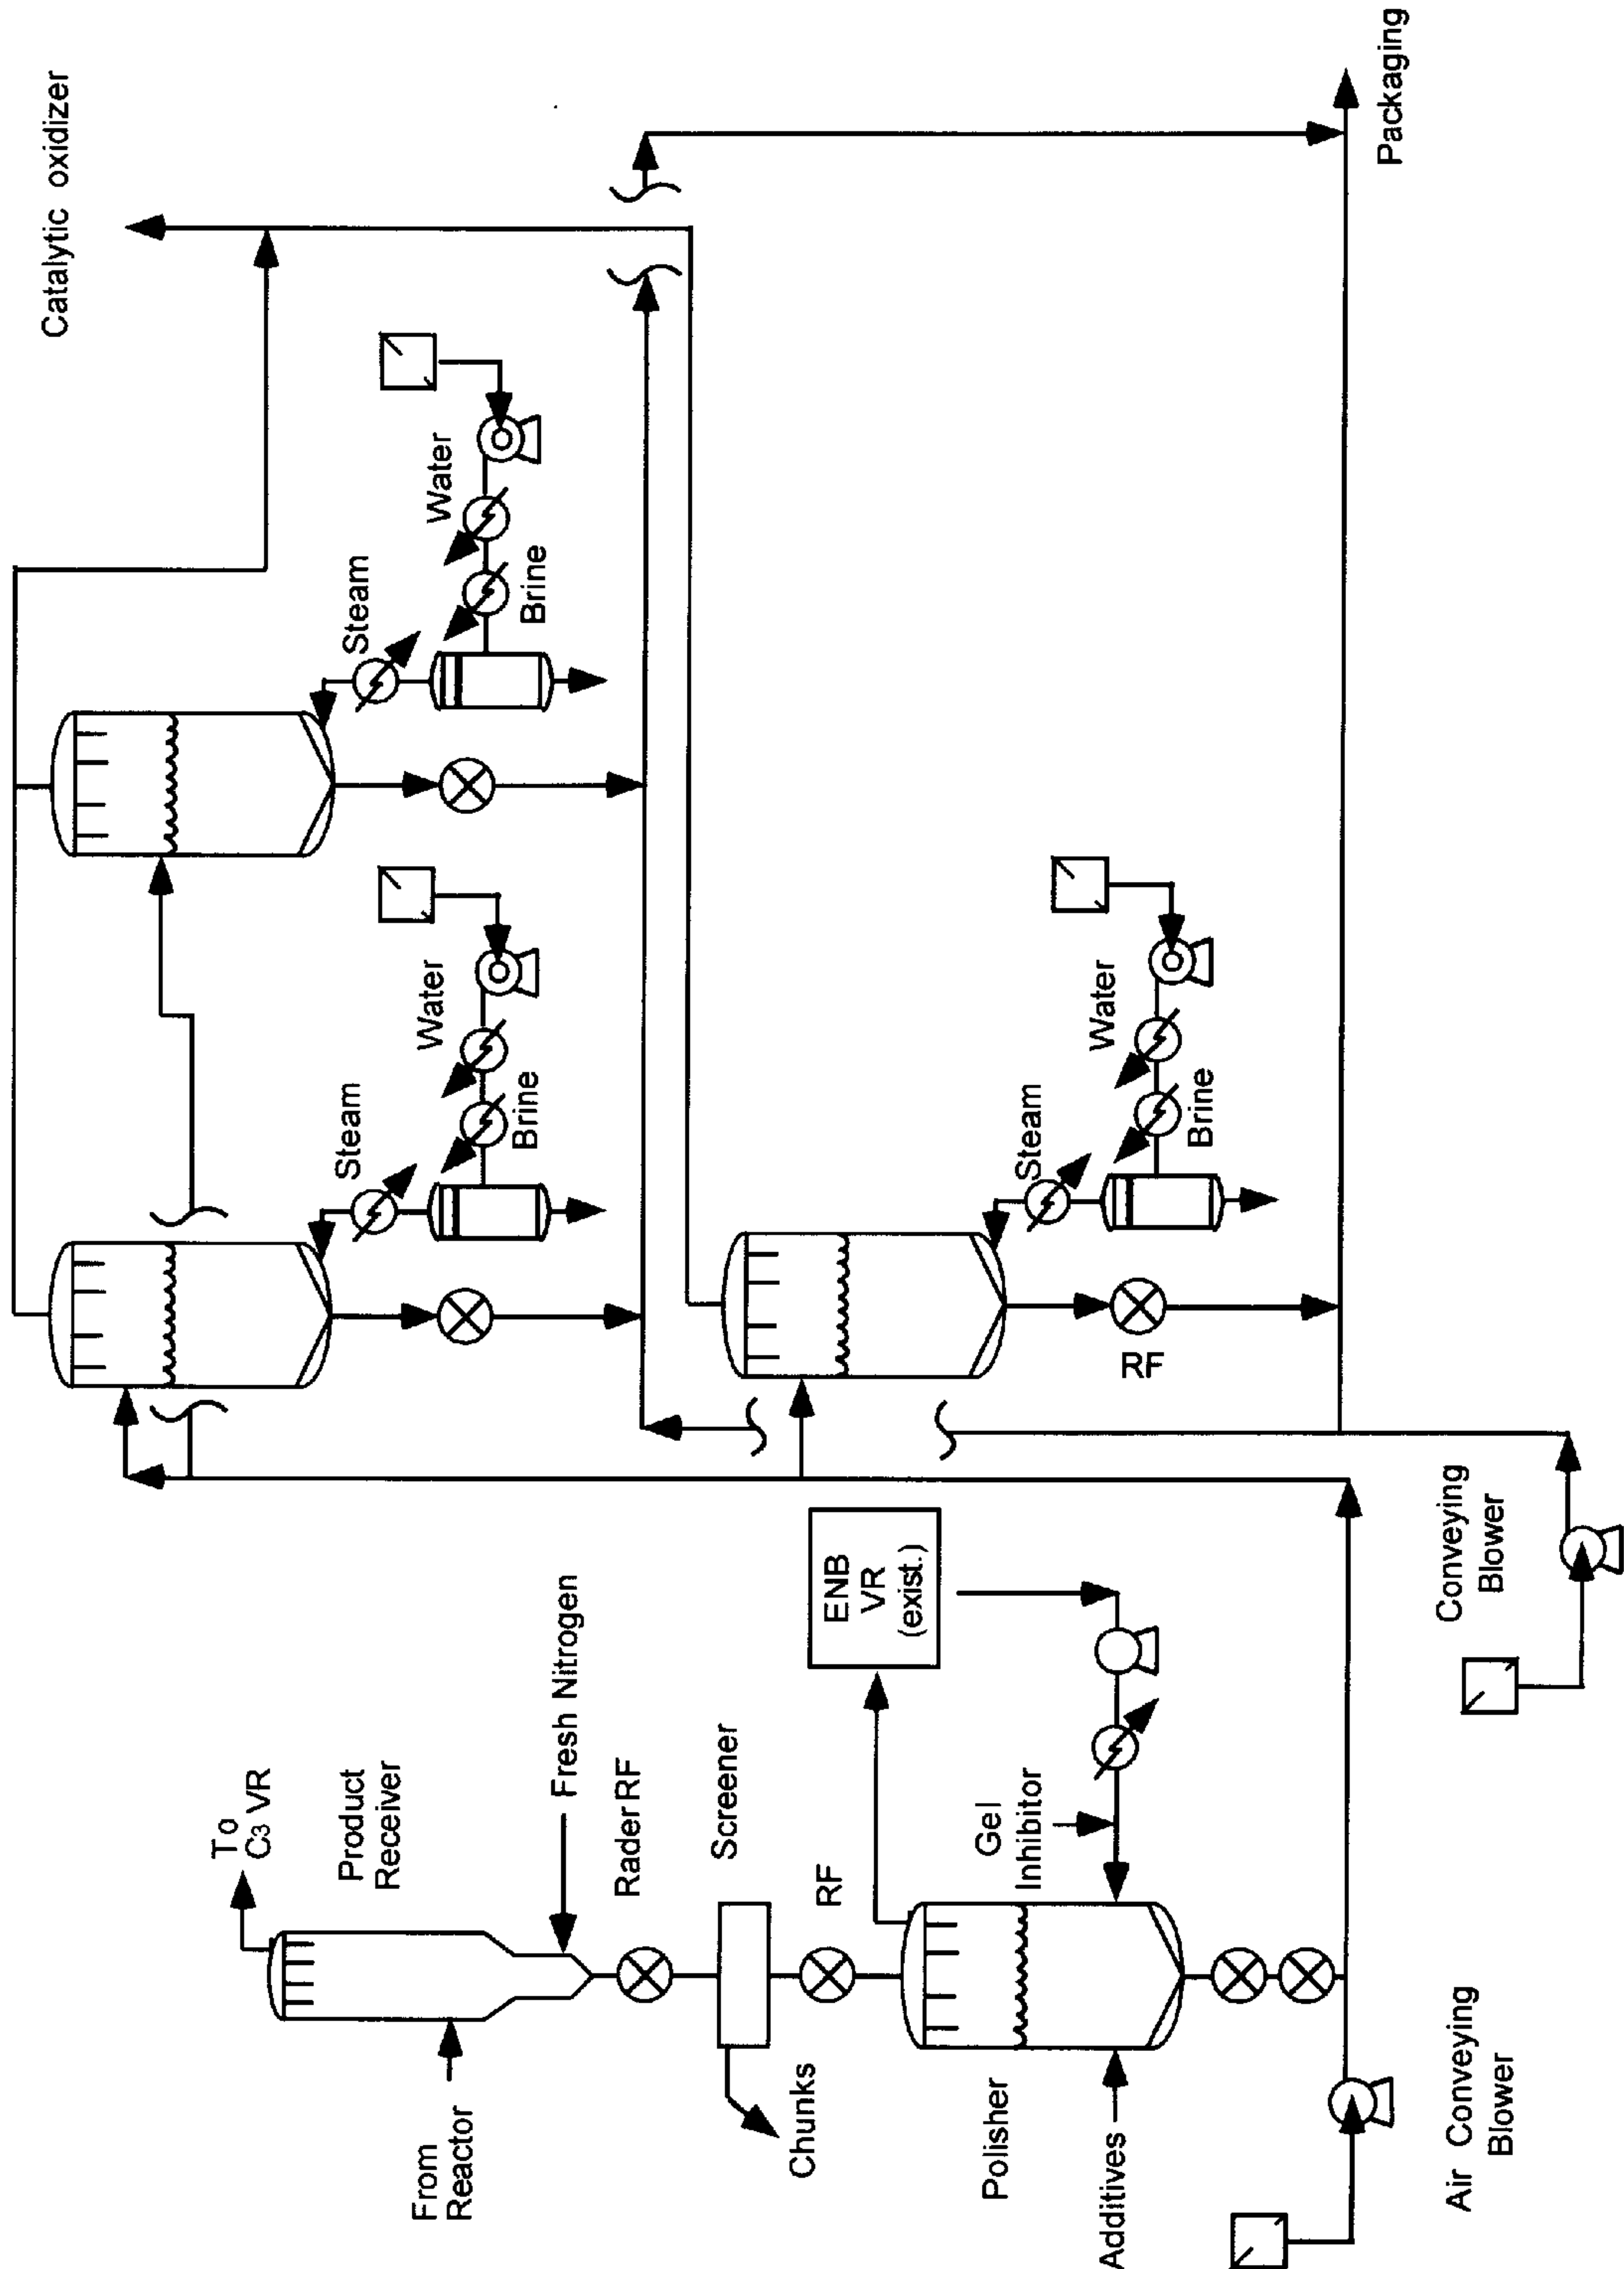 Catalytic oxidizer
Steam
Water
Brine
Steam
Water
Brine
To
C3 VR
Product
Receiver
From
Reactor
Fresh Nitrogen
Rader RF
Screener
Chunks
RF
ENB
VR
(exist.)
Gel
Inhibitor
Polisher
Additives
Air Conveying
Blower
Conveying
Blower
RF
Steam
Water
Brine
Packaging